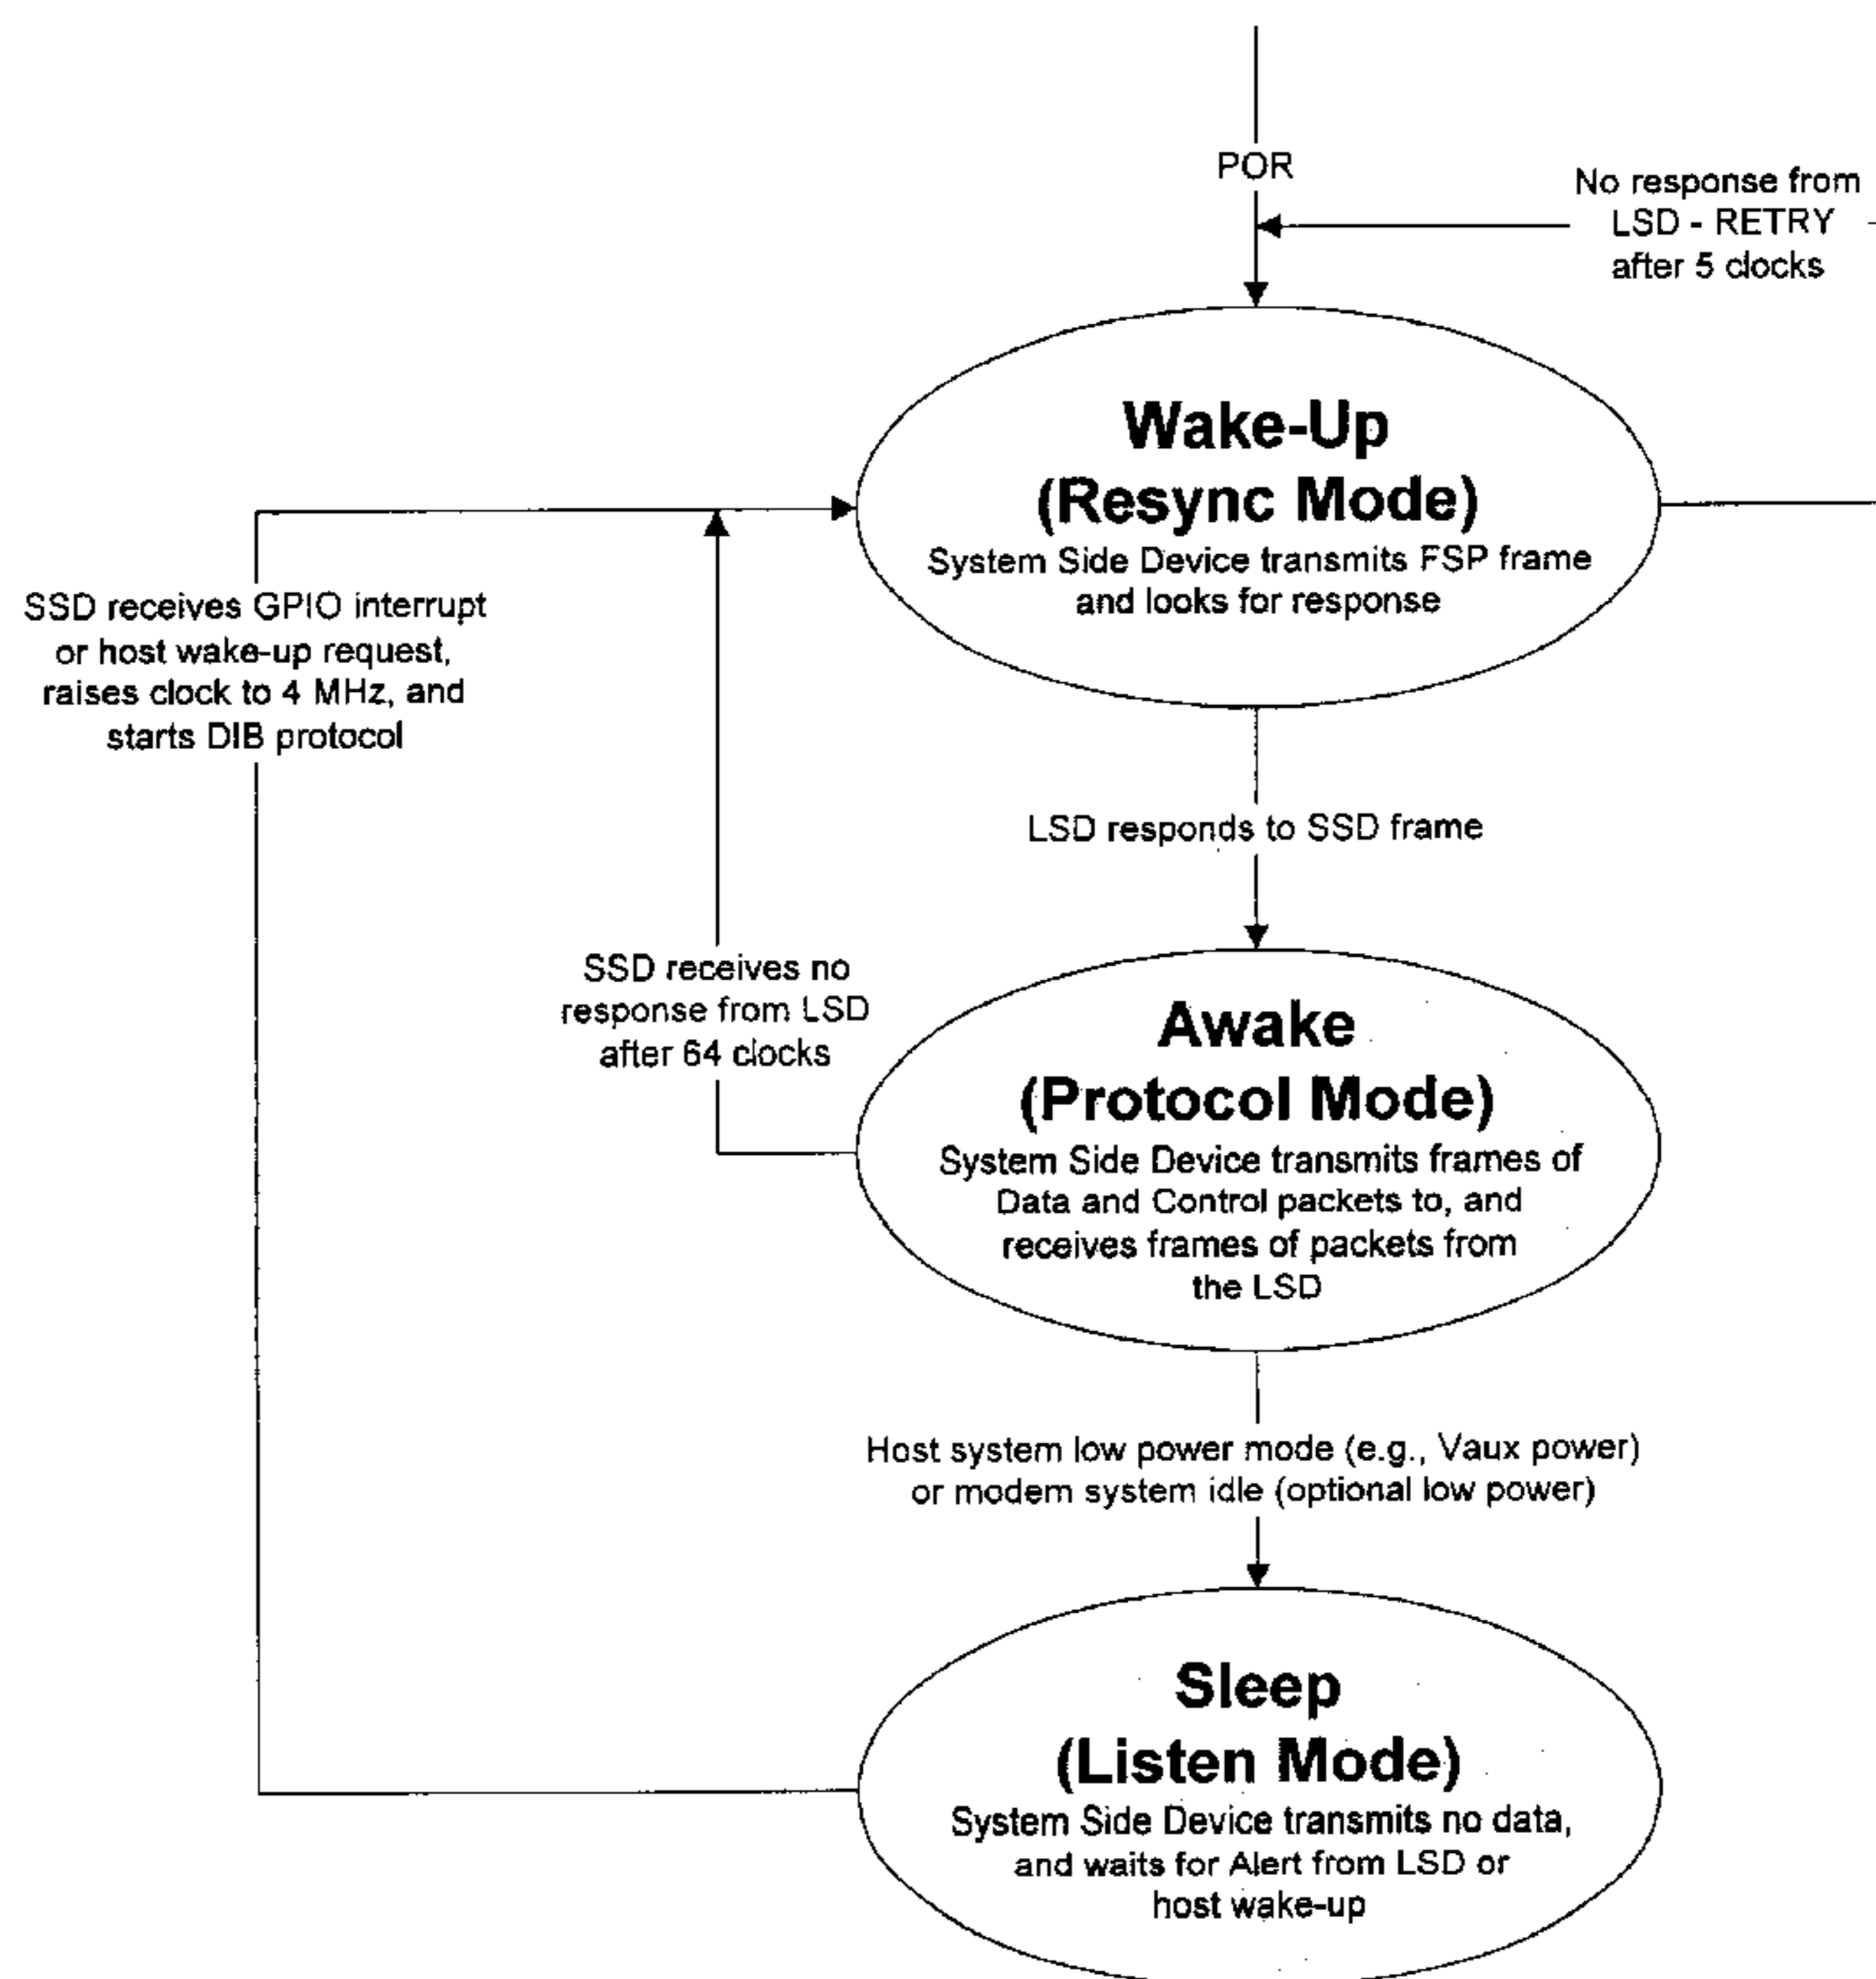 POR
No response from
LSD - RETRY
after 5 clocks
Wake-Up
(Resync Mode)
System Side Device transmits FSP frame
and looks for response
SSD receives GPIO interrupt
or host wake-up request,
raises clock to 4 MHz, and
starts DIB protocol
LSD responds to SSD frame
SSD receives no
response from LSD
after 64 clocks
Awake
(Protocol Mode)
System Side Device transmits frames of
Data and Control packets to, and
receives frames of packets from
the LSD
Host system low power mode (e.g., Vaux power)
or modem system idle (optional low power)
Sleep
(Listen Mode)
System Side Device transmits no data,
and waits for Alert from LSD or
host wake-up